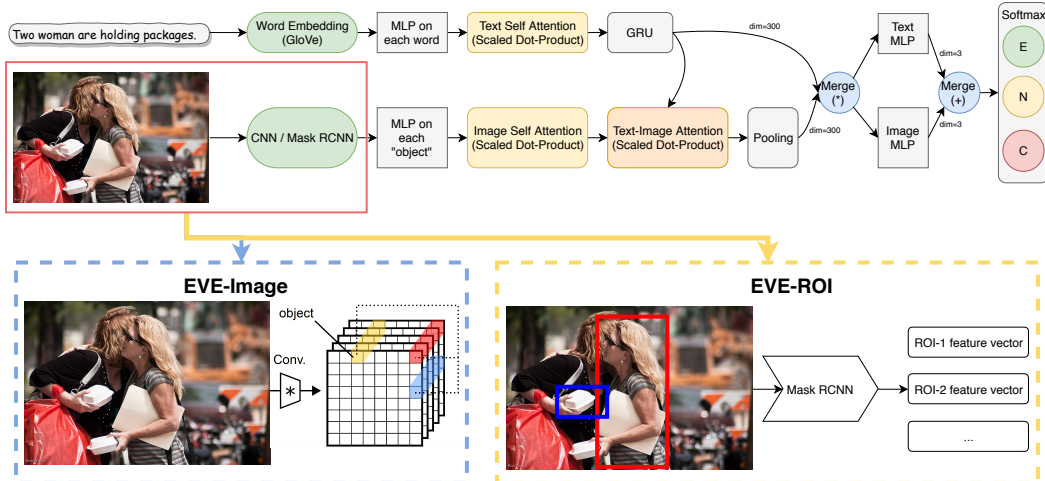 Two woman are holding packages.
Word Embedding
(GloVe)
MLP on
each word
Text Self Attention
(Scaled Dot-Product)
GRU
dim=300
Text
MLP
dim=3
Softmax
E
N
C
CNN / Mask RCNN
MLP on
each
"object"
Image Self Attention
(Scaled Dot-Product)
Text-Image Attention
(Scaled Dot-Product)
Pooling
dim=300
Merge
(*)
Image
MLP
dim=3
Merge
(+)
EVE-Image
object
Conv.
*
EVE-ROI
Mask RCNN
ROI-1 feature vector
ROI-2 feature vector
...